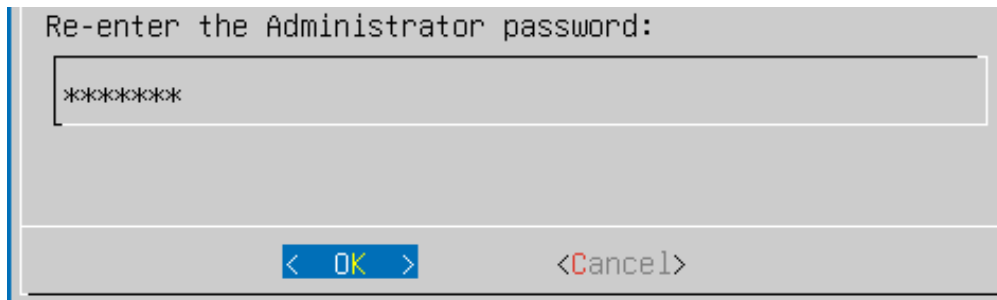 Re-enter the Administrator password:
*******
< OK > <Cancel>